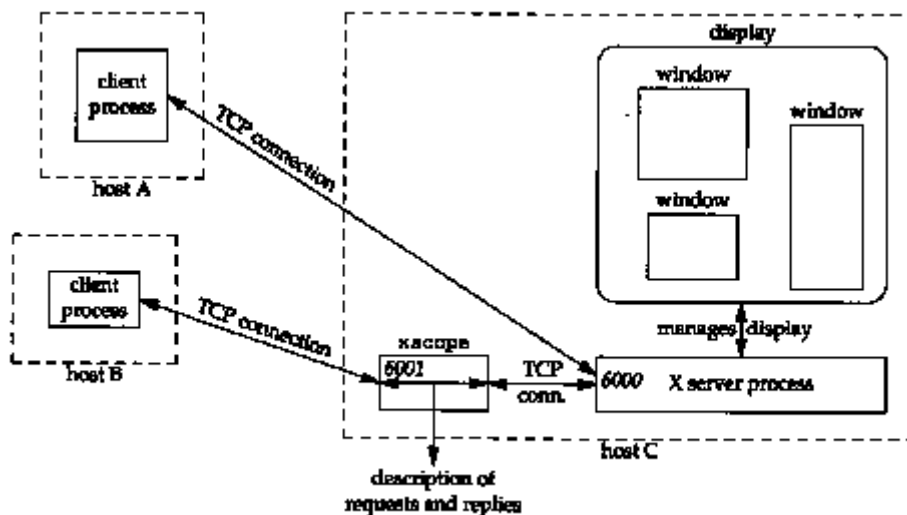 client
process
host A
TCP connection
client
process
host B
TCP connection
display
window
window
window
manages display
xscope
6001
TCP
conn.
6000
X server process
host C
description of
requests and replies